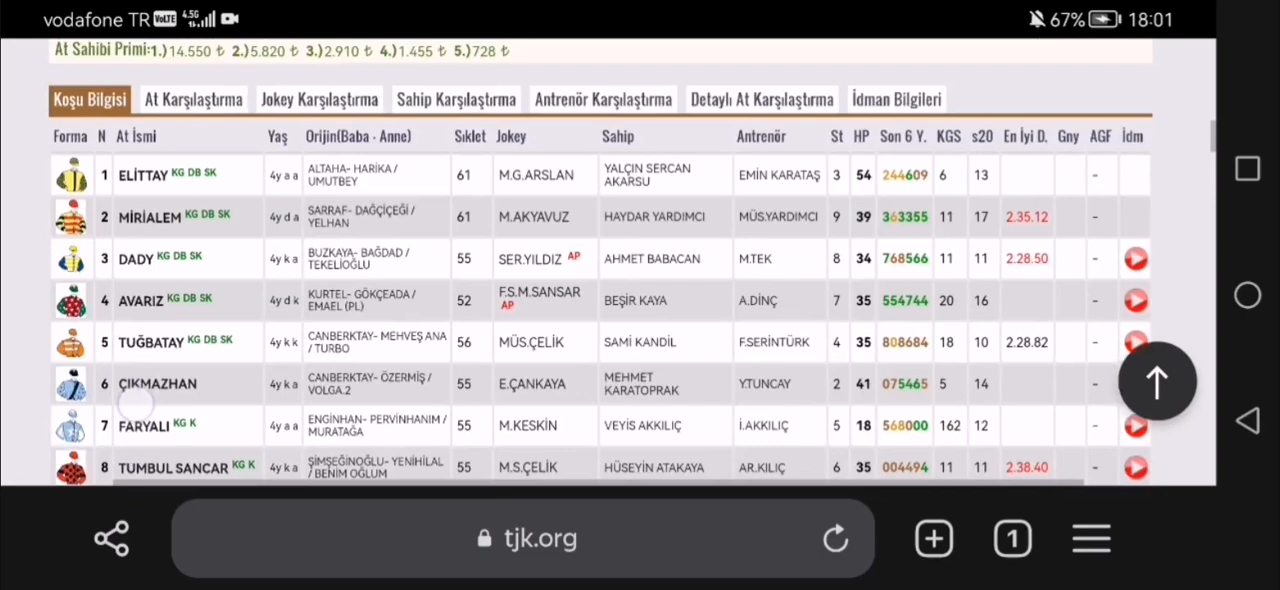 vodafone TR VoLTE 4.5G 67% 18:01
At Sahibi Primi:1.)14.550 ₺ 2.)5.820 ₺ 3.)2.910 ₺ 4.)1.455 ₺ 5.)728 ₺
Koşu Bilgisi At Karşılaştırma Jokey Karşılaştırma Sahip Karşılaştırma Antrenör Karşılaştırma Detaylı At Karşılaştırma İdman Bilgileri
Forma N At İsmi Yaş Orijin(Baba - Anne) Sıklet Jokey Sahip Antrenör St HP Son 6 Y. KGS s20 En İyi D. Gny AGF İdm
1 ELİTTAY KG DB SK 4y a a ALTAHA- HARİKA / UMUTBEY 61 M.G.ARSLAN YALÇIN SERCAN AKARSU EMİN KARATAŞ 3 54 244609 6 13 -
2 MİRİALEM KG DB SK 4y d a SARRAF- DAĞÇİÇEĞİ / YELHAN 61 M.AKYAVUZ HAYDAR YARDIMCI MÜS.YARDIMCI 9 39 363355 11 17 2.35.12 -
3 DADY KG DB SK 4y k a BUZKAYA- BAĞDAD / TEKELİOĞLU 55 SER.YILDIZ AP AHMET BABACAN M.TEK 8 34 768566 11 11 2.28.50 -
4 AVARIZ KG DB SK 4y d k KURTEL- GÖKÇEADA / EMAEL (PL) 52 F.S.M.SANSAR AP BEŞİR KAYA A.DİNÇ 7 35 554744 20 16 -
5 TUĞBATAY KG DB SK 4y k k CANBERKTAY- MEHVEŞ ANA / TURBO 56 MÜS.ÇELİK SAMİ KANDİL F.SERİNTÜRK 4 35 808684 18 10 2.28.82 -
6 ÇIKMAZHAN 4y k a CANBERKTAY- ÖZERMİŞ / VOLGA.2 55 E.ÇANKAYA MEHMET KARATOPRAK Y.TUNCAY 2 41 075465 5 14 -
7 FARYALI KG K 4y a a ENGİNHAN- PERVİNHANIM / MURATAĞA 55 M.KESKİN VEYİS AKKILIÇ İ.AKKILIÇ 5 18 568000 162 12 -
8 TUMBUL SANCAR KG K 4y k a ŞİMŞEĞİNOĞLU- YENİHİLAL / BENİM OĞLUM 55 M.S.ÇELİK HÜSEYİN ATAKAYA AR.KILIÇ 6 35 004494 11 11 2.38.40 -
tjk.org 1